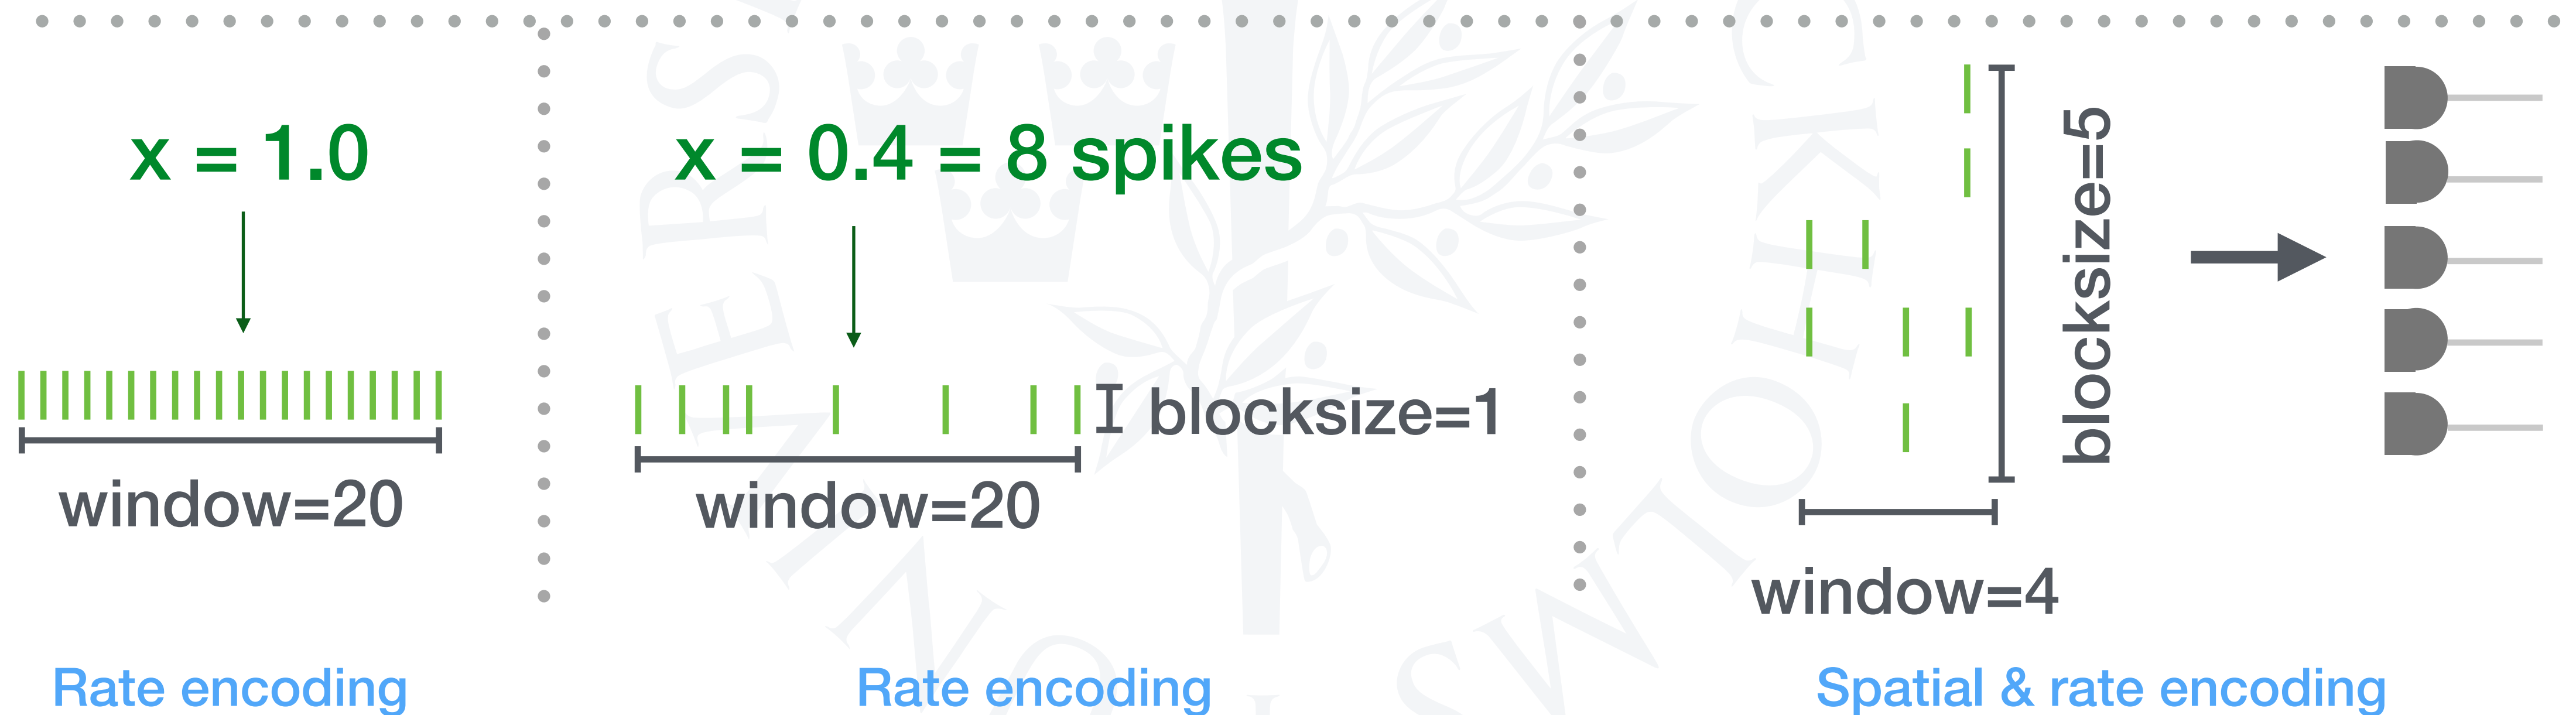 x = 1.0
window=20
Rate encoding
x = 0.4 = 8 spikes
blocksize=1
window=20
Rate encoding
blocksize=5
window=4
Spatial & rate encoding